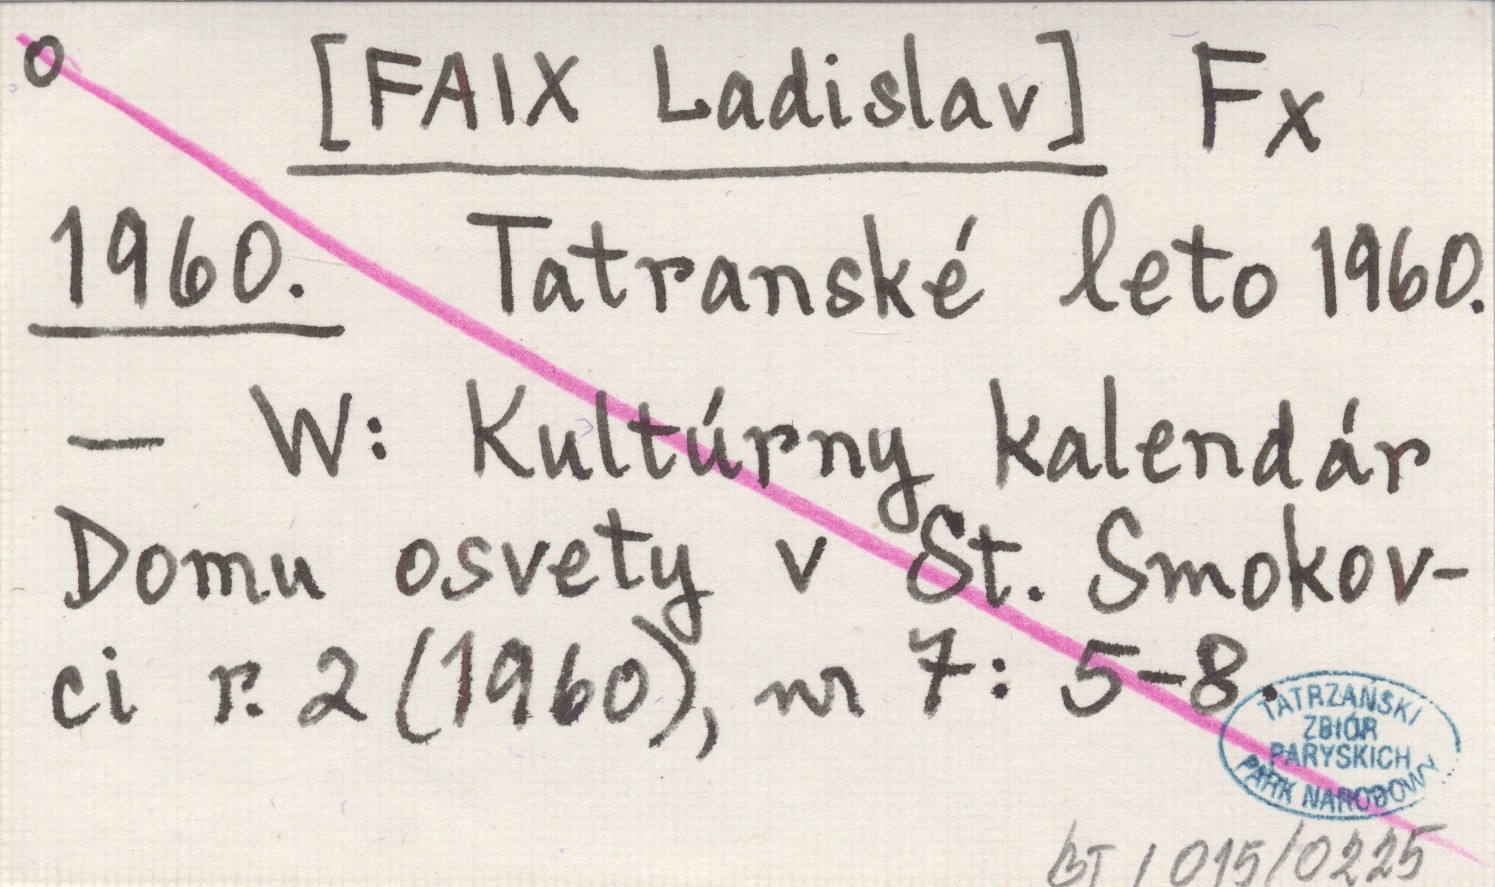 o [FAIX Ladislav] Fx
1960. Tatranské leto 1960.
— W: Kultúrny kalendár
Domu osvety v St. Smokov-
ci r. 2 (1960), nr 7: 5-8.
TATRZAŃSKI
ZBIÓR
PARYSKICH
PARK NARODOWY
BT / 015/0225